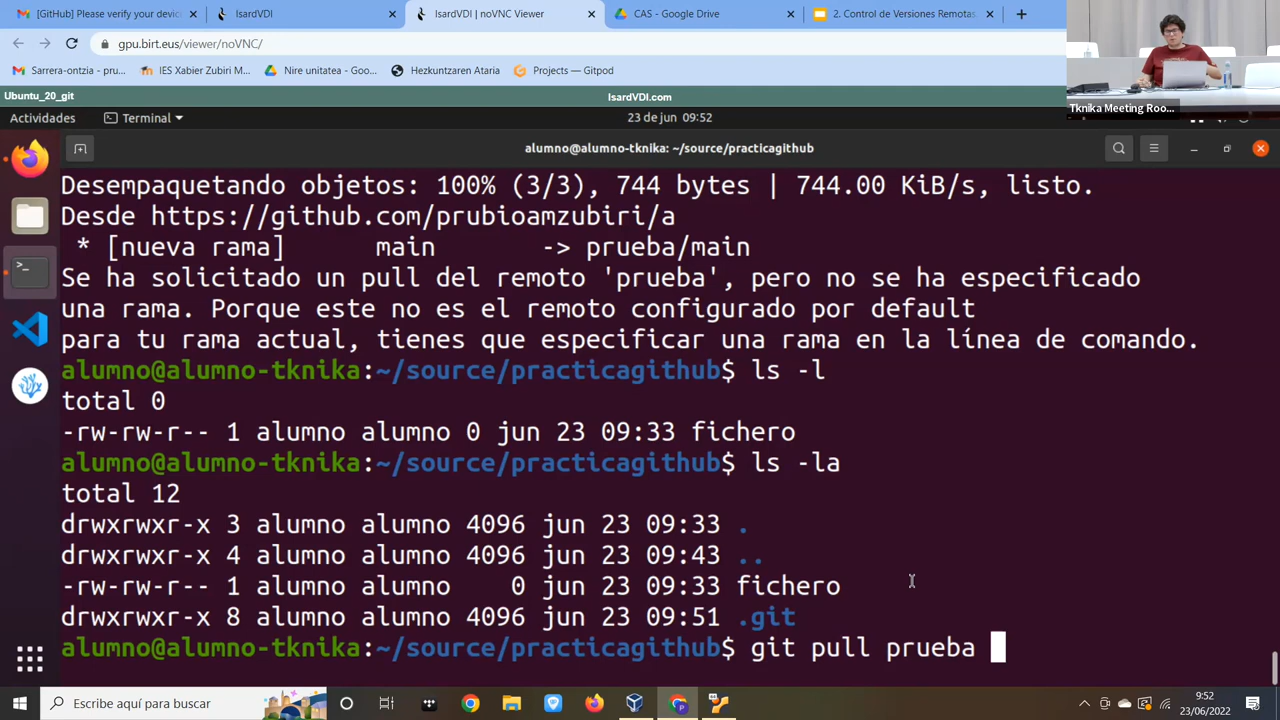 [GitHub] Please verify your device
IsardVDI
IsardVDI | noVNC Viewer
CAS - Google Drive
2. Control de Versiones Remotas.
gpu.birt.eus/viewer/noVNC/
Sarrera-ontzia - pru...
IES Xabier Zubiri M...
Nire unitatea - Goo...
Hezkuntzaren Ataria
Projects — Gitpod
Tknika Meeting Roo...
Ubuntu_20_git
IsardVDI.com
Actividades
Terminal
23 de jun 09:52
alumno@alumno-tknika: ~/source/practicagithub
Desempaquetando objetos: 100% (3/3), 744 bytes | 744.00 KiB/s, listo.
Desde https://github.com/prubioamzubiri/a
* [nueva rama] main -> prueba/main
Se ha solicitado un pull del remoto 'prueba', pero no se ha especificado
una rama. Porque este no es el remoto configurado por default
para tu rama actual, tienes que especificar una rama en la línea de comando.
alumno@alumno-tknika:~/source/practicagithub$ ls -l
total 0
-rw-rw-r-- 1 alumno alumno 0 jun 23 09:33 fichero
alumno@alumno-tknika:~/source/practicagithub$ ls -la
total 12
drwxrwxr-x 3 alumno alumno 4096 jun 23 09:33 .
drwxrwxr-x 4 alumno alumno 4096 jun 23 09:43 ..
-rw-rw-r-- 1 alumno alumno 0 jun 23 09:33 fichero
drwxrwxr-x 8 alumno alumno 4096 jun 23 09:51 .git
alumno@alumno-tknika:~/source/practicagithub$ git pull prueba
Escribe aquí para buscar
9:52
23/06/2022